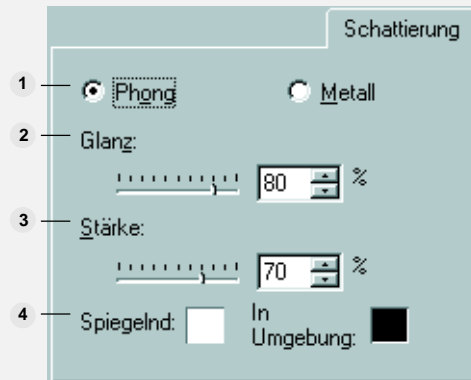 Schattierung
1 Phong Metall
2 Glanz:
80 %
3 Stärke:
70 %
4 Spiegelnd: In
Umgebung: